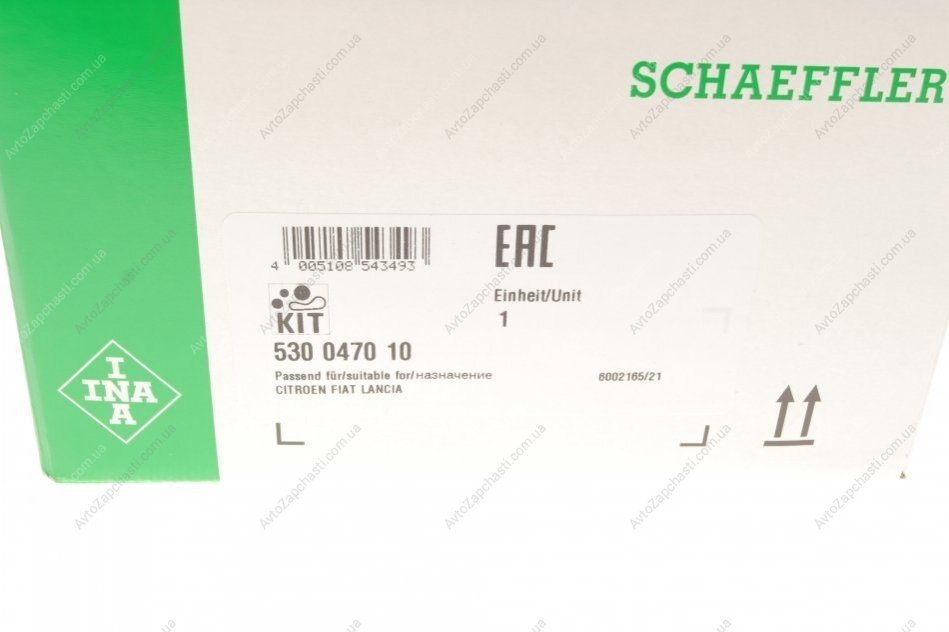 SCHAEFFLER
EAC
4 005108 543493
Einheit/Unit
1
KIT
530 0470 10
Passend für/suitable for/назначение
CITROEN FIAT LANCIA
6002165/21
INA
INA
AvtoZapchasti.com.ua